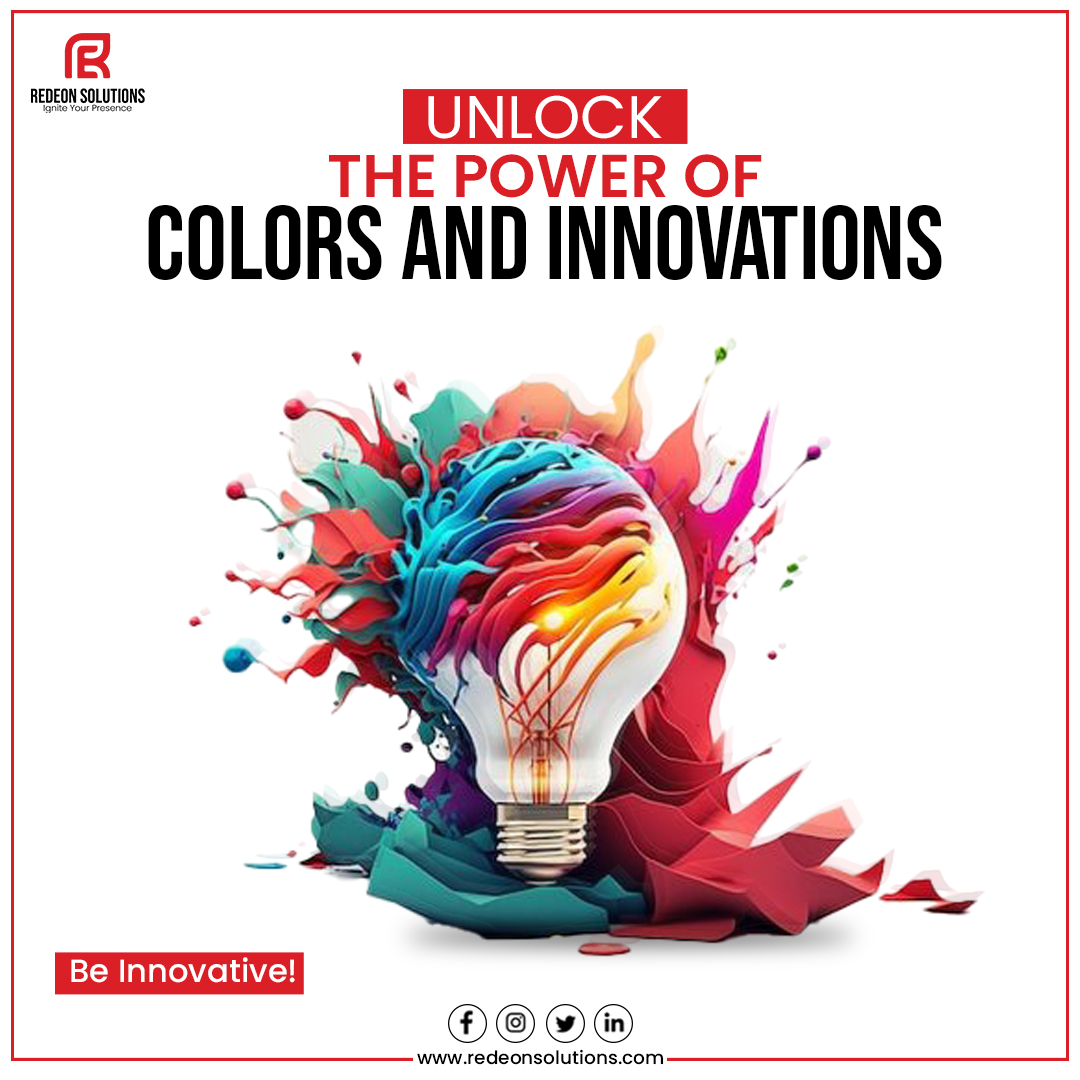 REDEON SOLUTIONS
Ignite Your Presence
UNLOCK
THE POWER OF
COLORS AND INNOVATIONS
Be Innovative!
www.redeonsolutions.com